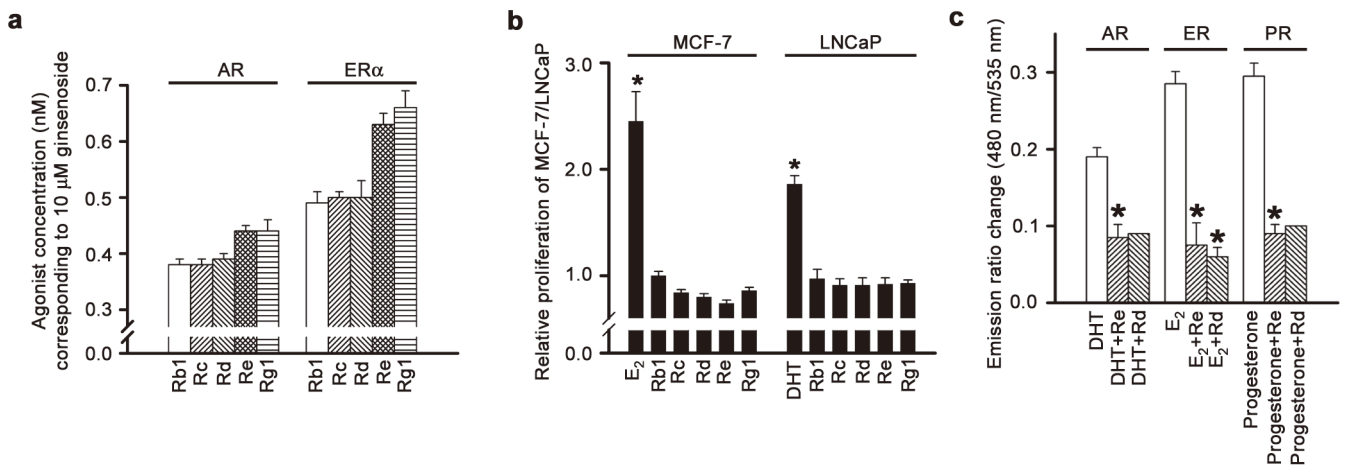 a
AR
ERα
Agonist concentration (nM)
corresponding to 10 μM ginsenoside
0.7
0.6
0.5
0.4
0.3
0.0
Rb1
Rc
Rd
Re
Rg1
Rb1
Rc
Rd
Re
Rg1
b
MCF-7
LNCaP
Relative proliferation of MCF-7/LNCaP
3.0
2.0
1.0
0.0
*
*
E2
Rb1
Rc
Rd
Re
Rg1
DHT
Rb1
Rc
Rd
Re
Rg1
c
AR
ER
PR
Emission ratio change (480 nm/535 nm)
0.3
0.2
0.1
0.0
*
*
*
*
DHT
DHT+Re
DHT+Rd
E2
E2+Re
E2+Rd
Progesterone
Progesterone+Re
Progesterone+Rd